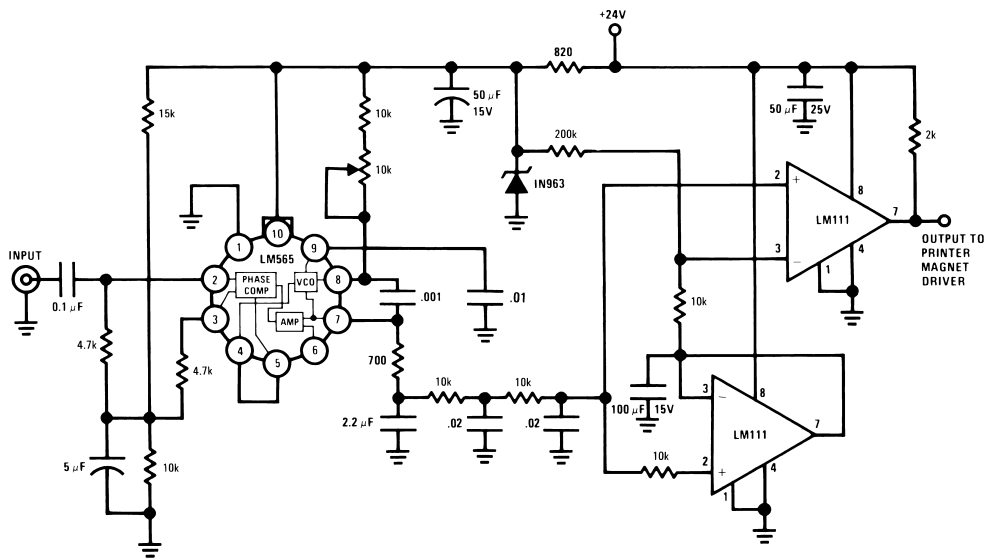 +24V
820
15k
10k
50 µF
15V
50 µF 25V
2k
200k
10k
IN963
2
+
8
LM111
7
4
3
−
1
OUTPUT TO
PRINTER
MAGNET
DRIVER
1
10
9
LM565
INPUT
2
PHASE
COMP
VCO
8
0.1 µF
.001
.01
3
AMP
7
10k
4
5
6
4.7k
4.7k
700
10k
10k
100 µF 15V
3
−
8
LM111
7
2.2 µF
.02
.02
5 µF
10k
10k
2
+
4
1